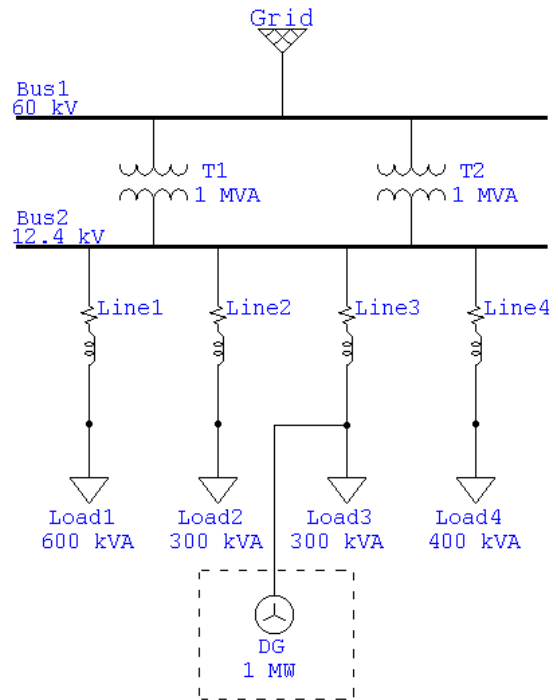 Grid
Bus1
60 kV
T1
1 MVA
T2
1 MVA
Bus2
12.4 kV
Line1
Line2
Line3
Line4
Load1
600 kVA
Load2
300 kVA
Load3
300 kVA
Load4
400 kVA
DG
1 MW